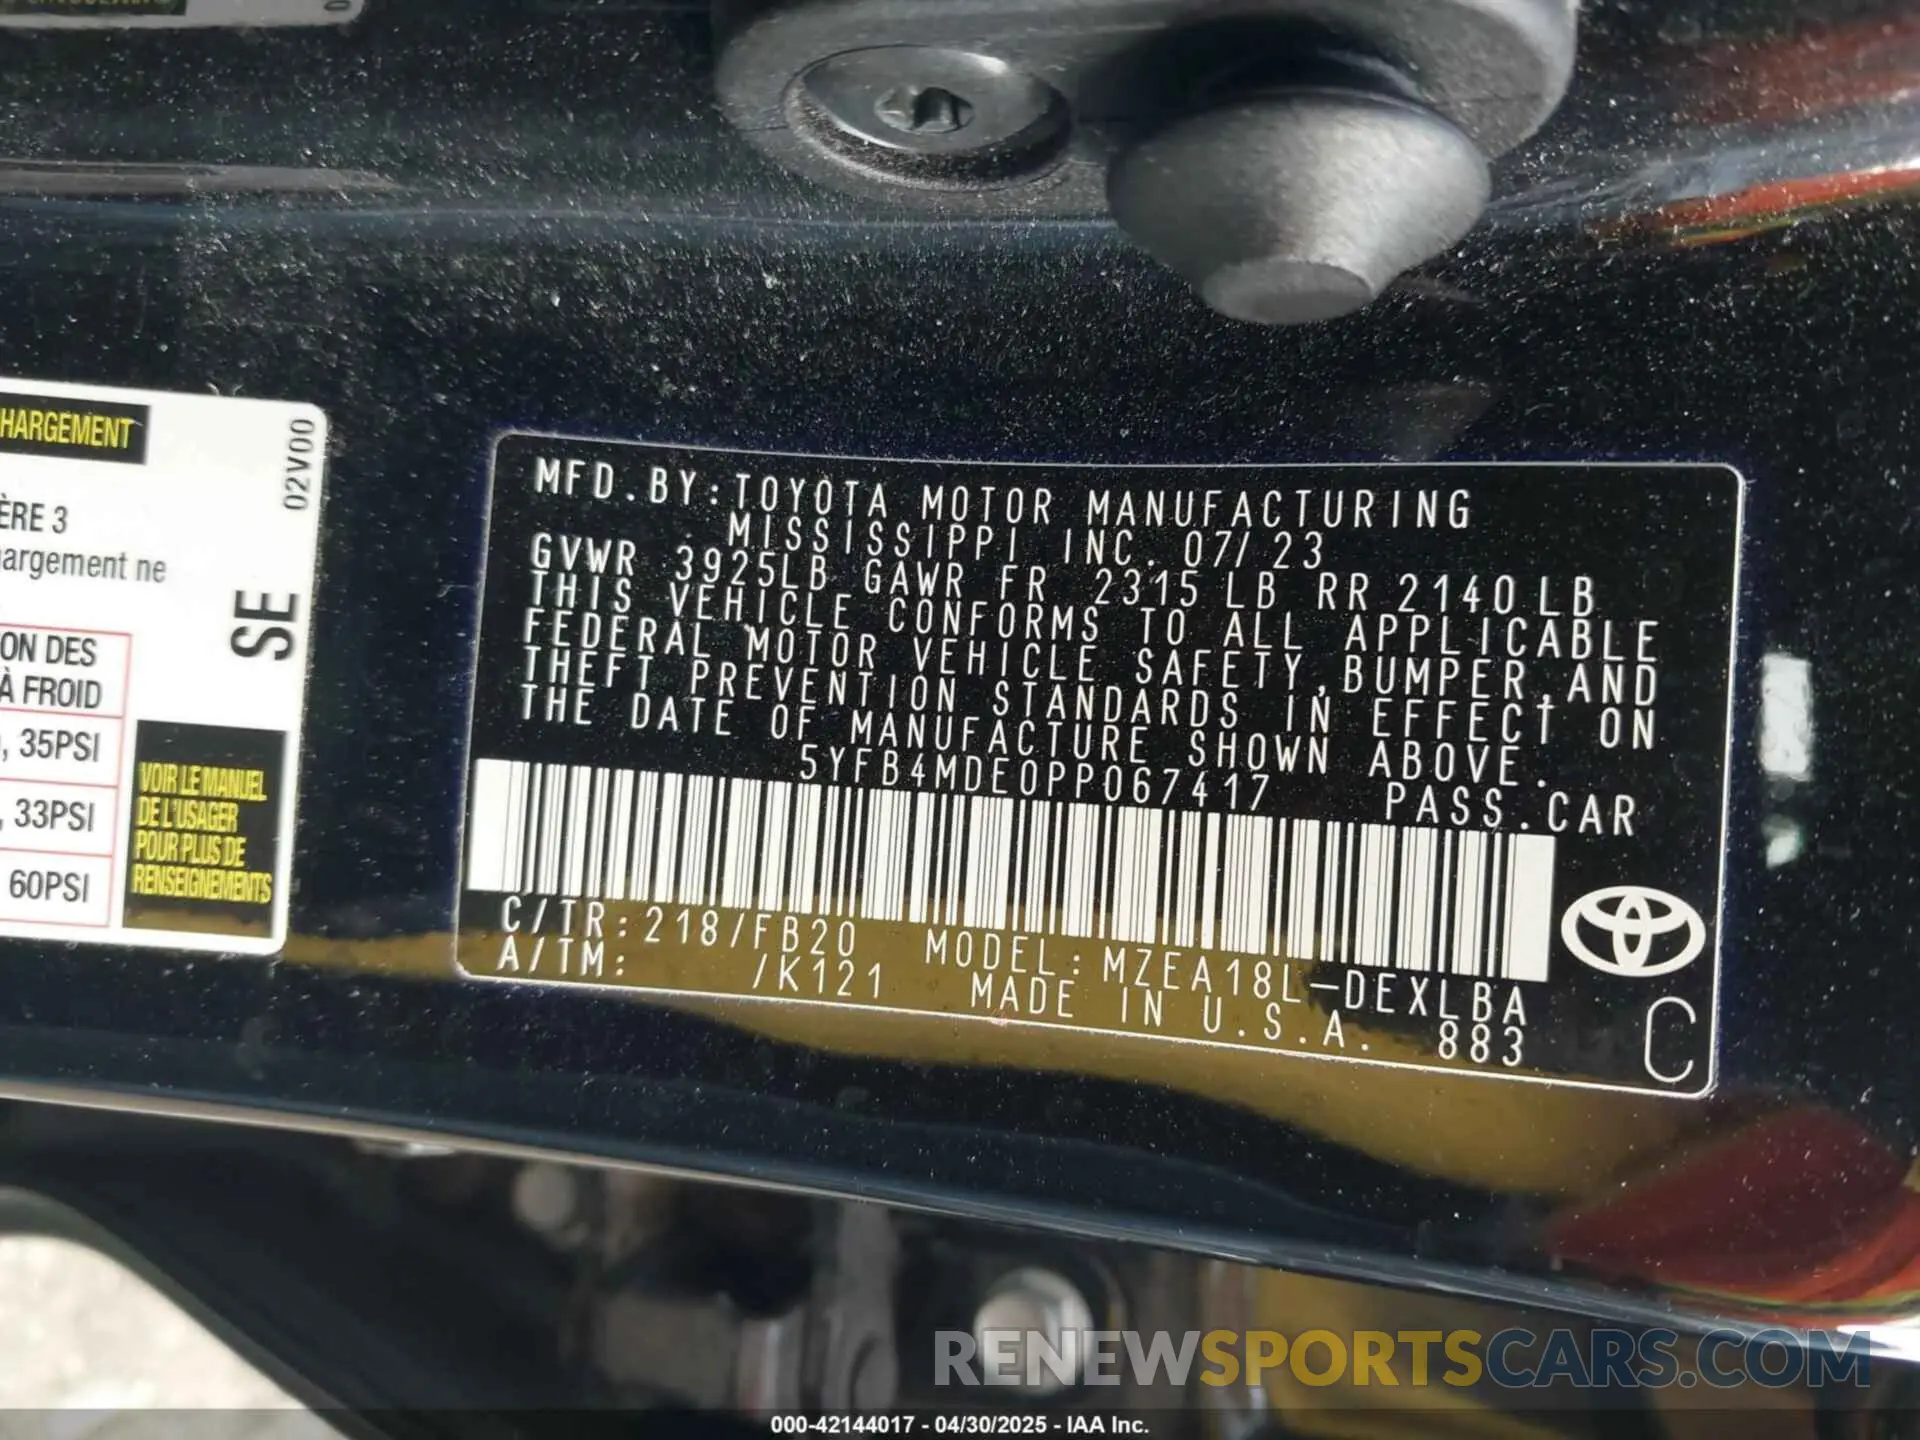 HARGEMENT
02V00
ÈRE 3
argement ne
SE
ON DES
À FROID
, 35PSI
, 33PSI
60PSI
VOIR LE MANUEL
DE L'USAGER
POUR PLUS DE
RENSEIGNEMENTS
MFD.BY:TOYOTA MOTOR MANUFACTURING
MISSISSIPPI INC. 07/23
GVWR 3925LB GAWR FR 2315LB RR 2140LB
THIS VEHICLE CONFORMS TO ALL APPLICABLE
FEDERAL MOTOR VEHICLE SAFETY,BUMPER,AND
THEFT PREVENTION STANDARDS IN EFFECT ON
THE DATE OF MANUFACTURE SHOWN ABOVE.
5YFB4MDE0PP067417 PASS.CAR
C/TR:218/FB20 MODEL:MZEA18L-DEXLBA
A/TM: /K121 MADE IN U.S.A. 883
C
RENEWSPORTSCARS.COM
000-42144017 - 04/30/2025 - IAA Inc.